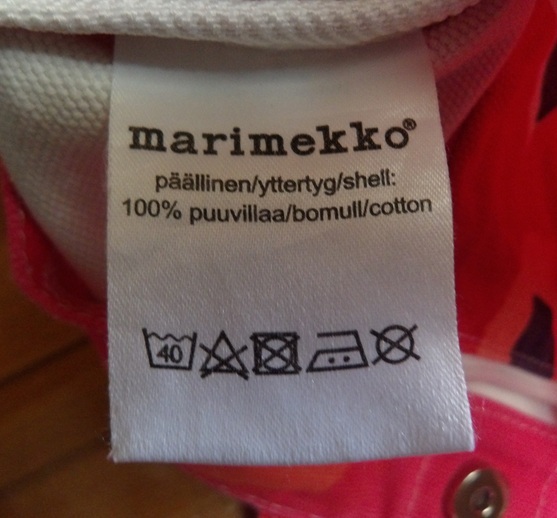 marimekko®
päällinen/yttertyg/shell:
100% puuvillaa/bomull/cotton
40